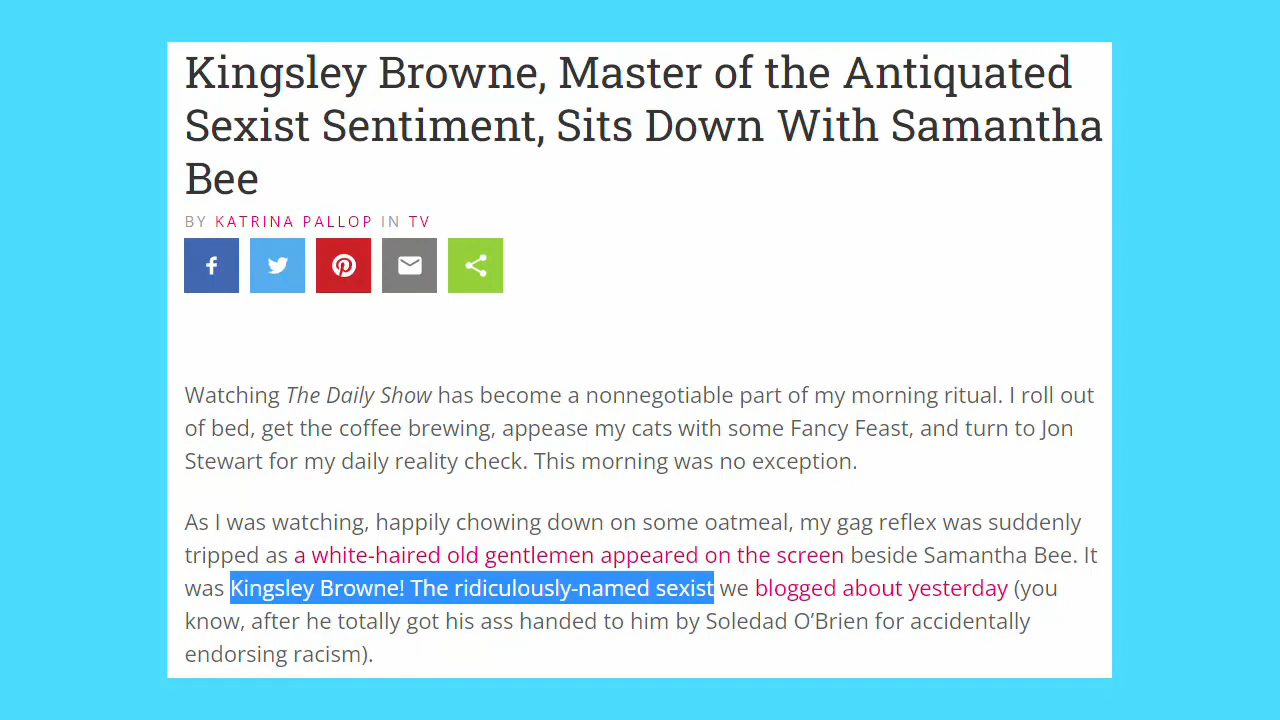 Kingsley Browne, Master of the Antiquated
Sexist Sentiment, Sits Down With Samantha
Bee
BY KATRINA PALLOP IN TV
Watching The Daily Show has become a nonnegotiable part of my morning ritual. I roll out
of bed, get the coffee brewing, appease my cats with some Fancy Feast, and turn to Jon
Stewart for my daily reality check. This morning was no exception.
As I was watching, happily chowing down on some oatmeal, my gag reflex was suddenly
tripped as a white-haired old gentlemen appeared on the screen beside Samantha Bee. It
was Kingsley Browne! The ridiculously-named sexist we blogged about yesterday (you
know, after he totally got his ass handed to him by Soledad O’Brien for accidentally
endorsing racism).